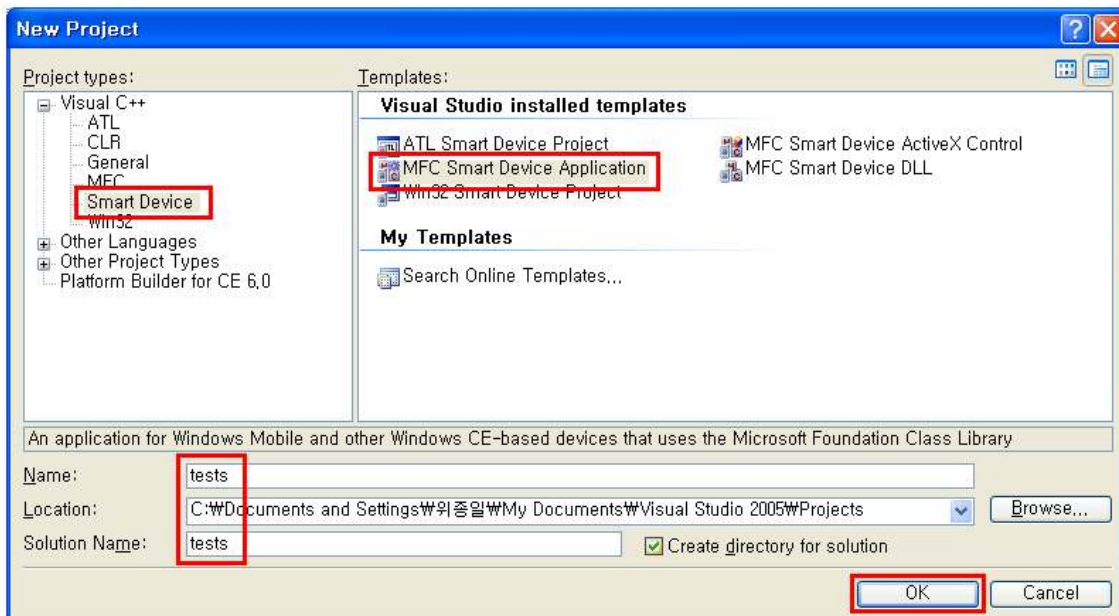 New Project
Project types:
Templates:
Visual C++
ATL
CLR
General
MFC
Smart Device
Win32
Other Languages
Other Project Types
Platform Builder for CE 6,0
Visual Studio installed templates
ATL Smart Device Project
MFC Smart Device ActiveX Control
MFC Smart Device Application
MFC Smart Device DLL
Win32 Smart Device Project
My Templates
Search Online Templates,,,
An application for Windows Mobile and other Windows CE-based devices that uses the Microsoft Foundation Class Library
Name: tests
Location: C:₩Documents and Settings₩위종일₩My Documents₩Visual Studio 2005₩Projects Browse,,,
Solution Name: tests Create directory for solution
OK Cancel